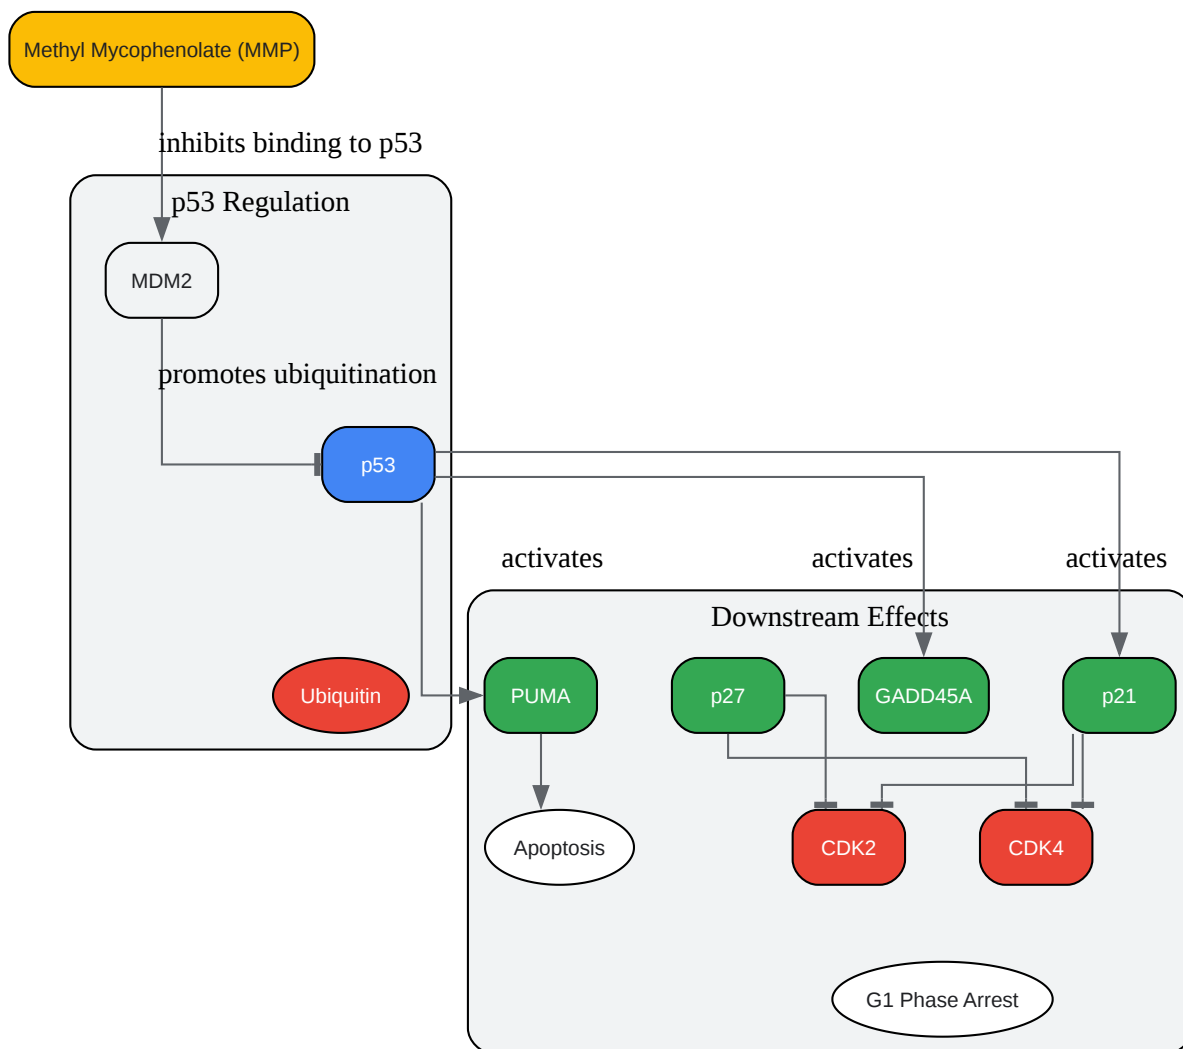 Methyl Mycophenolate (MMP)
inhibits binding to p53
p53 Regulation
MDM2
promotes ubiquitination
p53
activates
activates
activates
Downstream Effects
Ubiquitin
PUMA
p27
GADD45A
p21
Apoptosis
CDK2
CDK4
G1 Phase Arrest